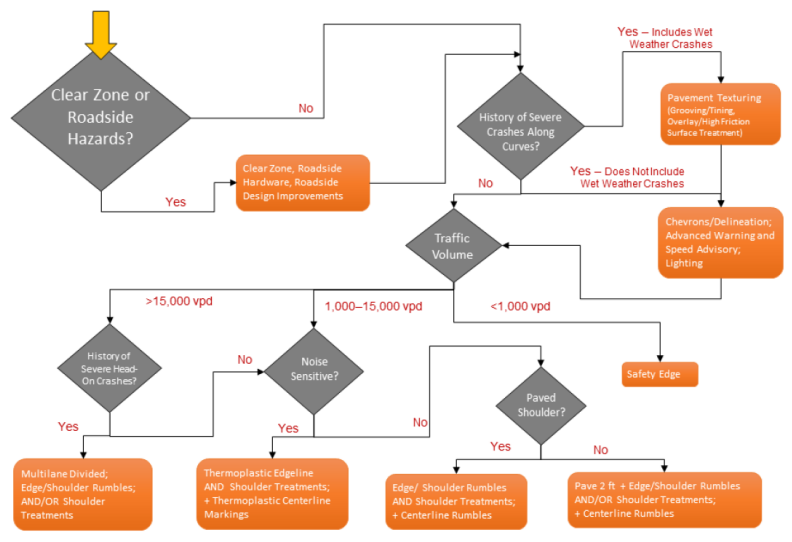 Yes – Includes Wet
Weather Crashes
Clear Zone or
Roadside
Hazards?
No
History of Severe
Crashes Along
Curves?
Pavement Texturing
(Grooving/Tining,
Overlay/High Friction
Surface Treatment)
Yes
Clear Zone, Roadside
Hardware, Roadside
Design Improvements
No
Yes – Does Not Include
Wet Weather Crashes
Traffic
Volume
Chevrons/Delineation;
Advanced Warning and
Speed Advisory;
Lighting
>15,000 vpd
1,000–15,000 vpd
<1,000 vpd
History of
Severe Head-
On Crashes?
No
Noise
Sensitive?
Safety Edge
Paved
Shoulder?
Yes
Yes
No
Yes
No
Multilane Divided;
Edge/Shoulder Rumbles;
AND/OR Shoulder
Treatments
Thermoplastic Edgeline
AND Shoulder Treatments;
+ Thermoplastic Centerline
Markings
Edge/ Shoulder Rumbles
AND Shoulder Treatments;
+ Centerline Rumbles
Pave 2 ft + Edge/Shoulder Rumbles
AND/OR Shoulder Treatments;
+ Centerline Rumbles